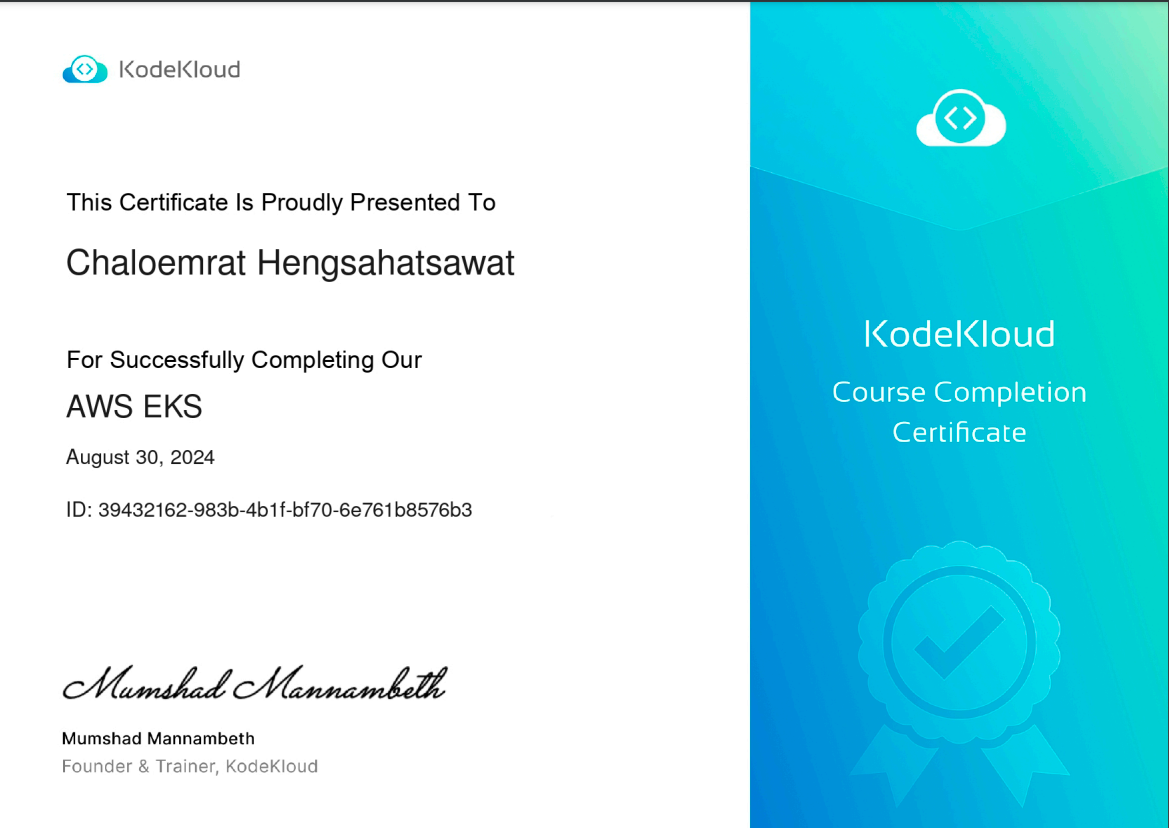 KodeKloud
This Certificate Is Proudly Presented To
Chaloemrat Hengsahatsawat
For Successfully Completing Our
AWS EKS
August 30, 2024
ID: 39432162-983b-4b1f-bf70-6e761b8576b3
Mumshad Mannambeth
Mumshad Mannambeth
Founder & Trainer, KodeKloud
KodeKloud
Course Completion
Certificate